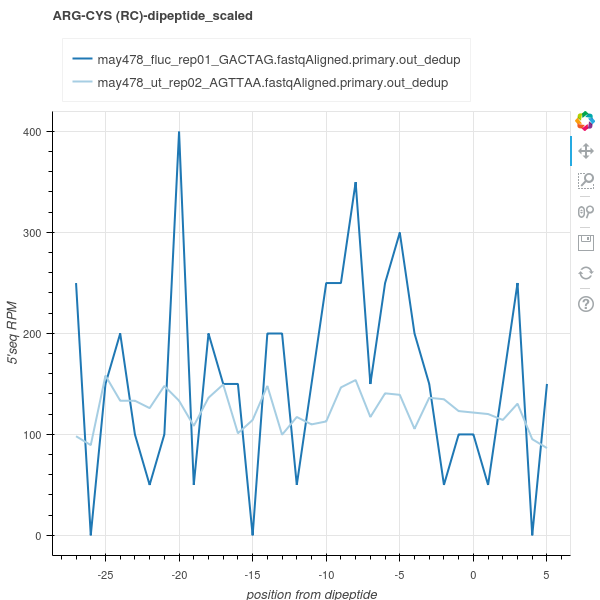 ARG-CYS (RC)-dipeptide_scaled
may478_fluc_rep01_GACTAG.fastqAligned.primary.out_dedup
may478_ut_rep02_AGTTAA.fastqAligned.primary.out_dedup
400
300
200
100
0
5'seq RPM
-25 -20 -15 -10 -5 0 5
position from dipeptide